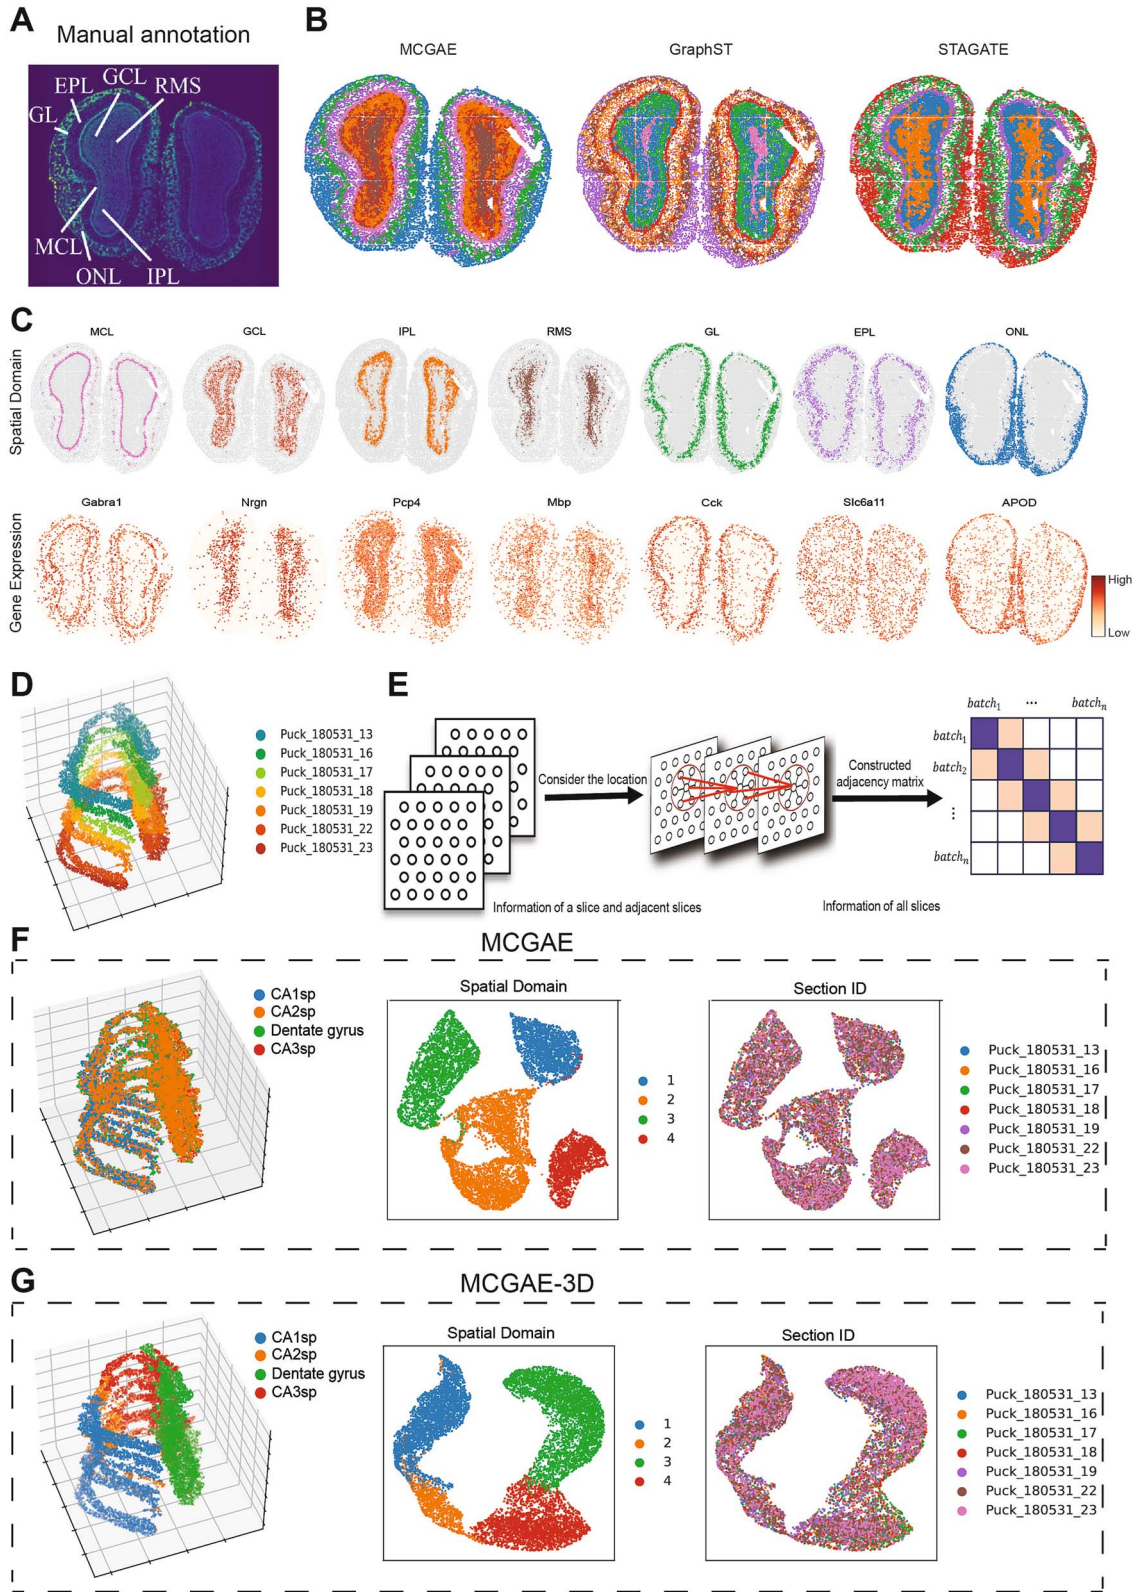 A
Manual annotation
GL
EPL
GCL
RMS
MCL
ONL
IPL
B
MCGAE
GraphST
STAGATE
C
Spatial Domain
MCL
GCL
IPL
RMS
GL
EPL
ONL
Gene Expression
Gabra1
Nrgn
Pcp4
Mbp
Cck
Slc6a11
APOD
High
Low
D
Puck_180531_13
Puck_180531_16
Puck_180531_17
Puck_180531_18
Puck_180531_19
Puck_180531_22
Puck_180531_23
E
Consider the location
Information of a slice and adjacent slices
Constructed
adjacency matrix
Information of all slices
batch₁ ... batchₙ
batch₁
batch₂
⋮
batchₙ
F
MCGAE
CA1sp
CA2sp
Dentate gyrus
CA3sp
Spatial Domain
1
2
3
4
Section ID
Puck_180531_13
Puck_180531_16
Puck_180531_17
Puck_180531_18
Puck_180531_19
Puck_180531_22
Puck_180531_23
G
MCGAE-3D
CA1sp
CA2sp
Dentate gyrus
CA3sp
Spatial Domain
1
2
3
4
Section ID
Puck_180531_13
Puck_180531_16
Puck_180531_17
Puck_180531_18
Puck_180531_19
Puck_180531_22
Puck_180531_23